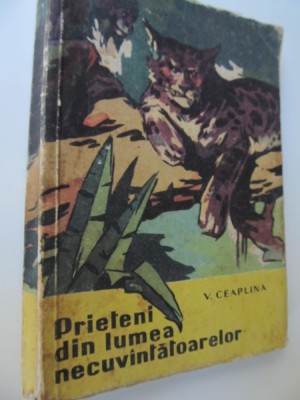 V. CEAPLINA
Prieteni
din lumea
necuvîntătoarelor